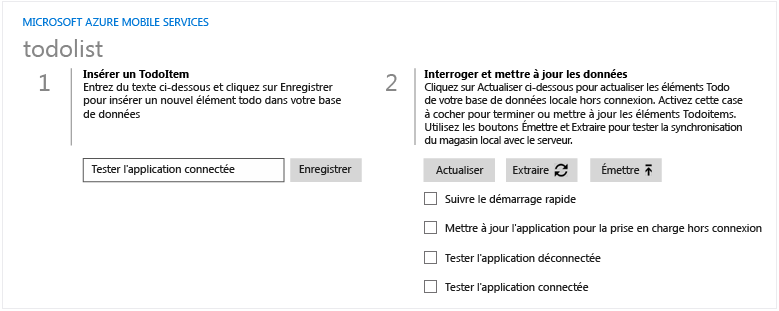 MICROSOFT AZURE MOBILE SERVICES
todolist
1
Insérer un TodoItem
Entrez du texte ci-dessous et cliquez sur Enregistrer
pour insérer un nouvel élément todo dans votre base
de données
Tester l'application connectée
Enregistrer
2
Interroger et mettre à jour les données
Cliquez sur Actualiser ci-dessous pour actualiser les éléments Todo
de votre base de données locale hors connexion. Activez cette case
à cocher pour terminer ou mettre à jour les éléments Todoitems.
Utilisez les boutons Émettre et Extraire pour tester la synchronisation
du magasin local avec le serveur.
Actualiser
Extraire
Émettre
Suivre le démarrage rapide
Mettre à jour l'application pour la prise en charge hors connexion
Tester l'application déconnectée
Tester l'application connectée